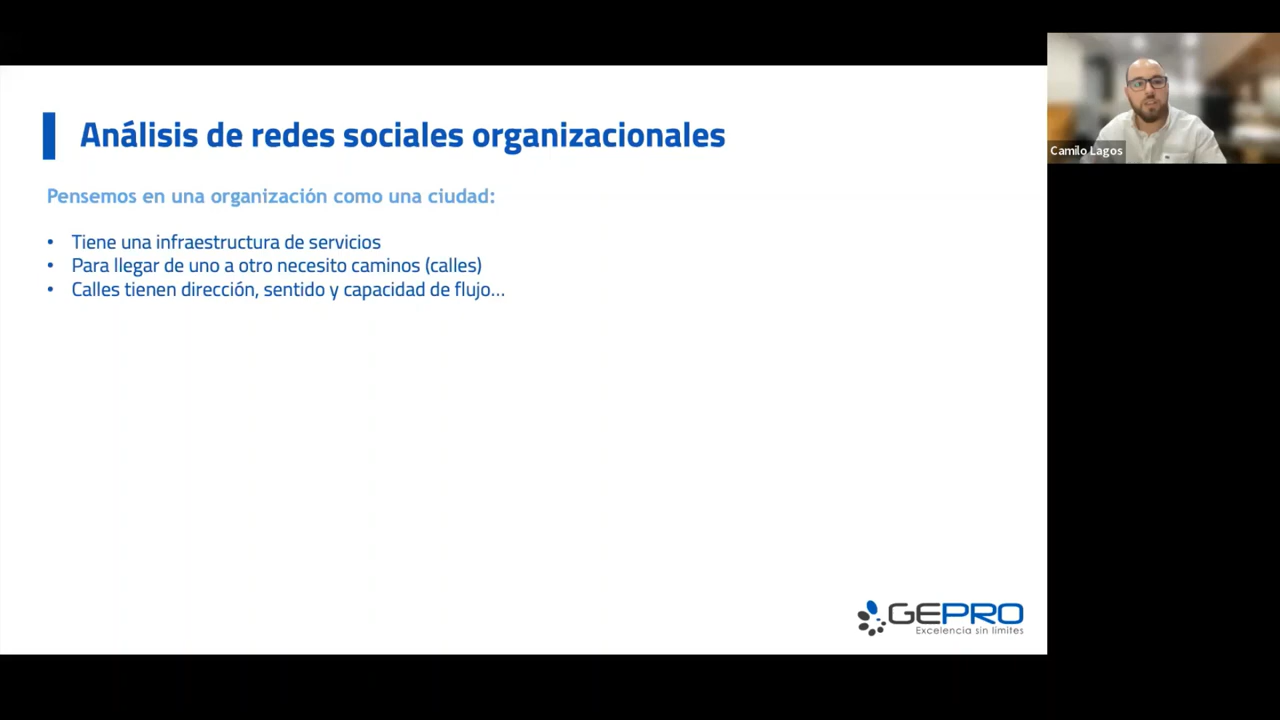 Análisis de redes sociales organizacionales
Pensemos en una organización como una ciudad:
• Tiene una infraestructura de servicios
• Para llegar de uno a otro necesito caminos (calles)
• Calles tienen dirección, sentido y capacidad de flujo...
GEPRO
Excelencia sin límites
Camilo Lagos